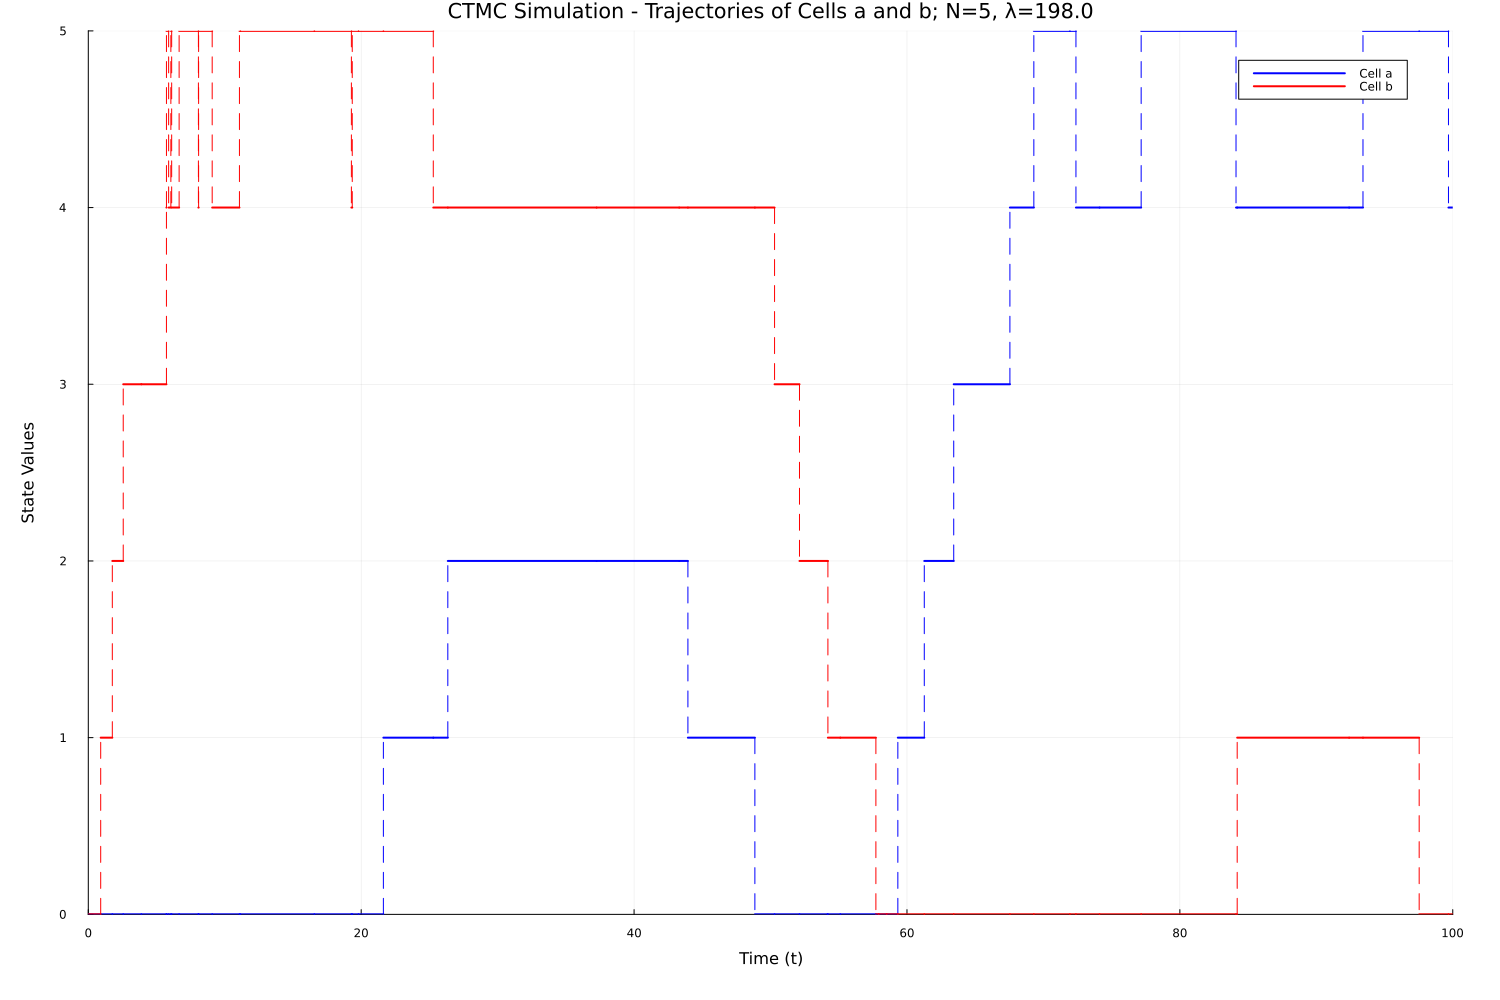 CTMC Simulation - Trajectories of Cells a and b; N=5, λ=198.0
5
Cell a
Cell b
4
3
State Values
2
1
0
0 20 40 60 80 100
Time (t)